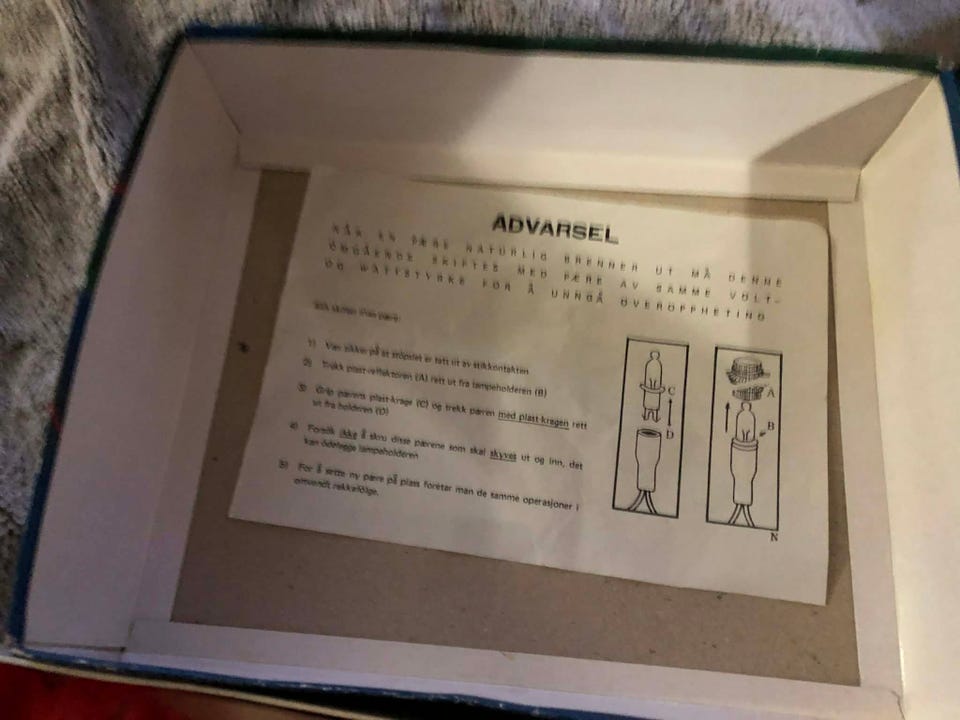 ADVARSEL
NÅR EN PÆRE NATURLIG BRENNER UT MÅ DENNE
OMGÅENDE SKIFTES MED PÆRE AV SAMME VOLT-
OG WATTSTYRKE FOR Å UNNGÅ OVEROPPHETING
pære:
1) Vær sikker på at støpslet er tatt ut av stikkontakten
2) Trekk plast-reflektoren (A) rett ut fra lampeholderen (B)
3) Grip pærens plast-krage (C) og trekk pæren med plast-kragen rett
ut fra holderen (D)
4) Forsøk ikke å skru disse pærene som skal skyves ut og inn, det
kan ødelegge lampeholderen
5) For å sette ny pære på plass foretar man de samme operasjoner i
omvendt rekkefølge.
C
D
A
B
N